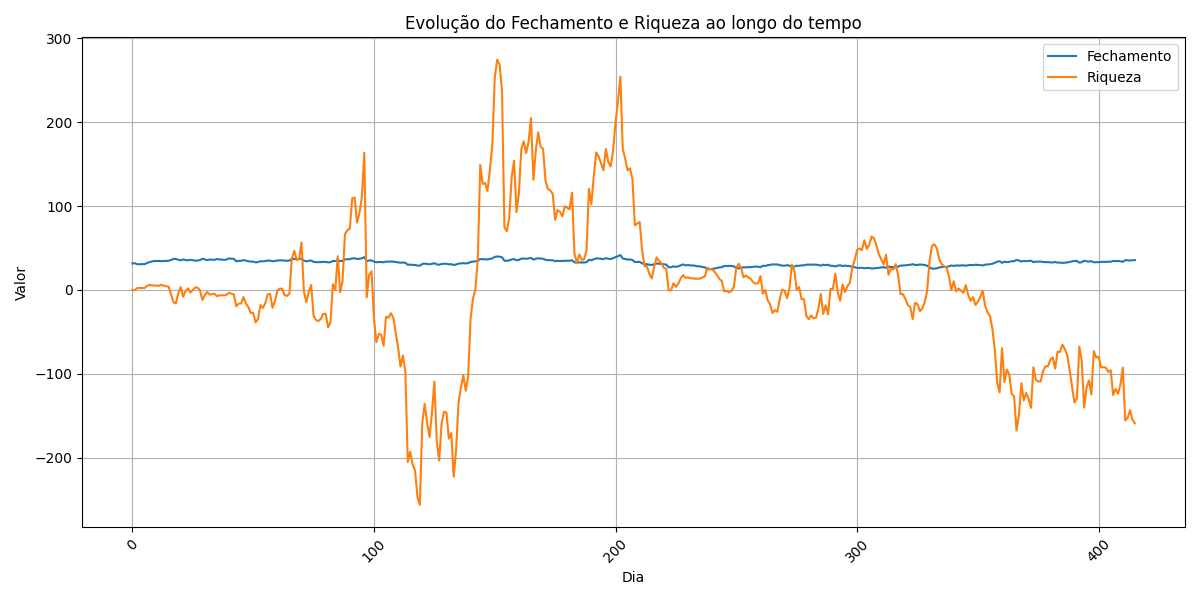 Evolução do Fechamento e Riqueza ao longo do tempo
Fechamento
Riqueza
Valor
300
200
100
0
−100
−200
0
100
200
300
400
Dia